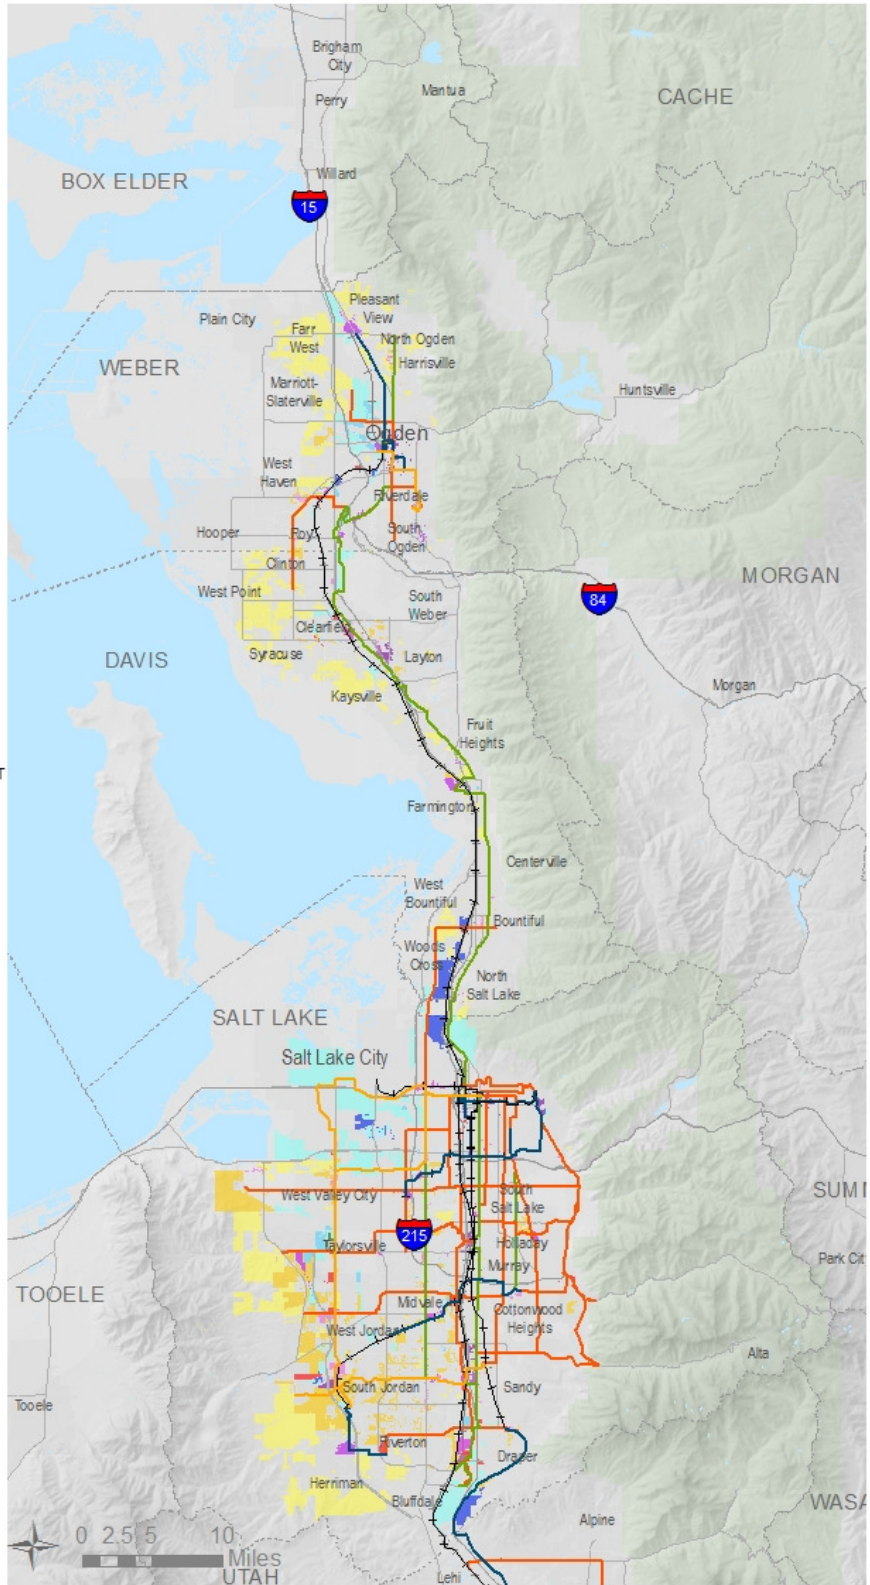 Brigham
City
CACHE
Mantua
Perry
BOX ELDER
Willard
15
Pleasant
View
Plain City
Farr
West
North Ogden
WEBER
Harrisville
Marriott-
Slaterville
Huntsville
Ogden
West
Haven
Riverdale
Hooper
Roy
South
Ogden
Clinton
MORGAN
West Point
South
Weber
84
Clearfield
DAVIS
Syracuse
Layton
Morgan
Kaysville
Fruit
Heights
T
Farmington
Centerville
West
Bountiful
Bountiful
Woods
Cross
North
Salt Lake
SALT LAKE
Salt Lake City
West Valley City
South
Salt Lake
SUMM
215
Taylorsville
Holladay
Park Cit
Murray
TOOELE
Midvale
Cottonwood
Heights
West Jordan
Alta
South Jordan
Sandy
Tooele
Riverton
Draper
Herriman
Bluffdale
WASA
Alpine
0 2.5 5 10
Miles
UTAH
Lehi